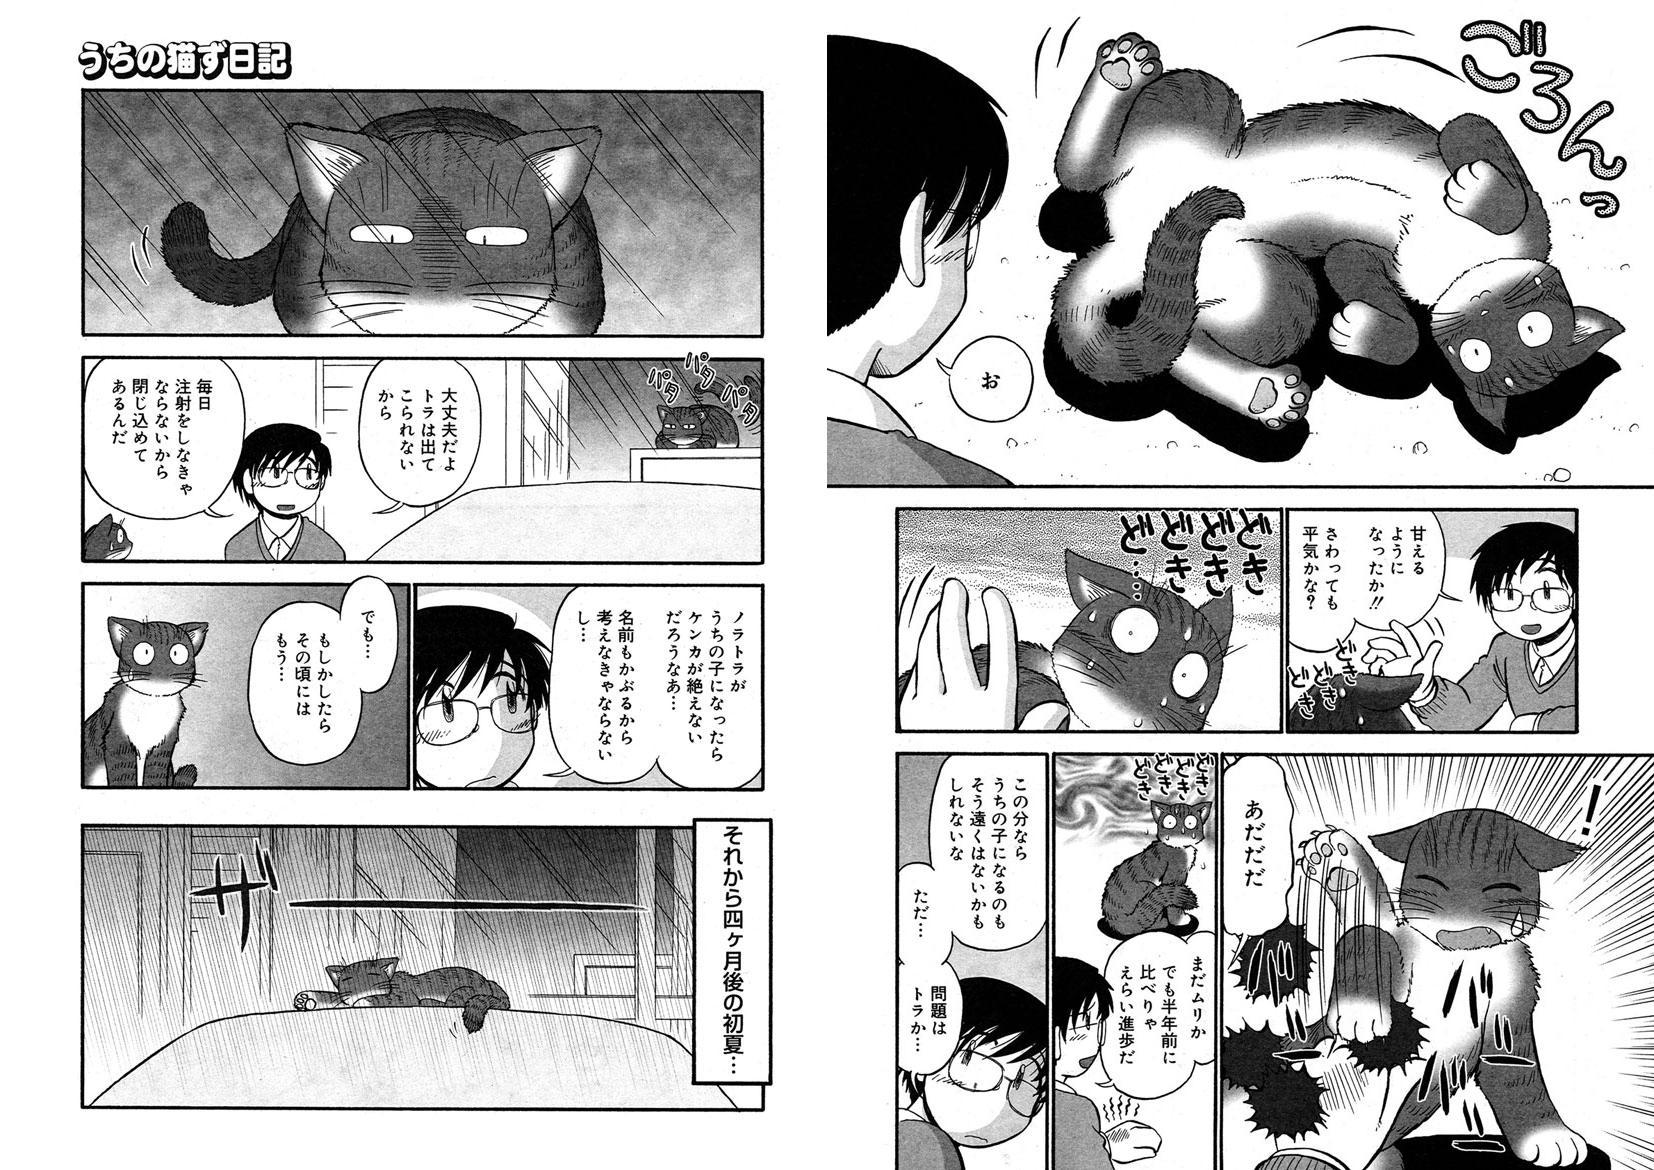 ごろんっ
お
甘える
ように
なったか!!
さわっても
平気かな?
どき
どき
どき
どき
どき
どき
ど…
!
あだだだ
どき
どき
どき
どき
まだムリか
でも半年前に
比べりゃ
えらい進歩だ
この分なら
うちの子になるのも
そう遠くはないかも
しれないな
ただ…
問題は
トラか…
うちの猫ず日記
パタ
パタ
パタ
大丈夫だよ
トラは出て
こられない
から
毎日
注射をしなきゃ
ならないから
閉じ込めて
あるんだ
ノラトラが
うちの子になったら
ケンカが絶えない
だろうなあ…
名前もかぶるから
考えなきゃならない
し…
でも…
もしかしたら
その頃には
もう…
それから四ヶ月後の初夏…
ザー